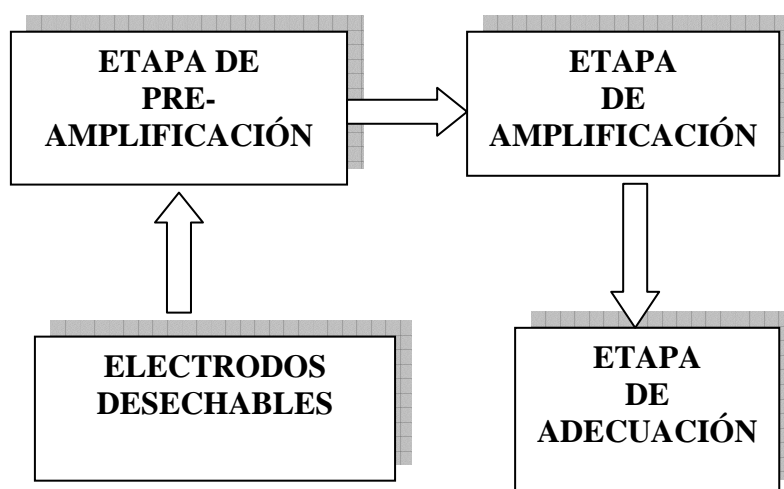 ETAPA DE
PRE-
AMPLIFICACIÓN
ETAPA
DE
AMPLIFICACIÓN
ELECTRODOS
DESECHABLES
ETAPA
DE
ADECUACIÓN